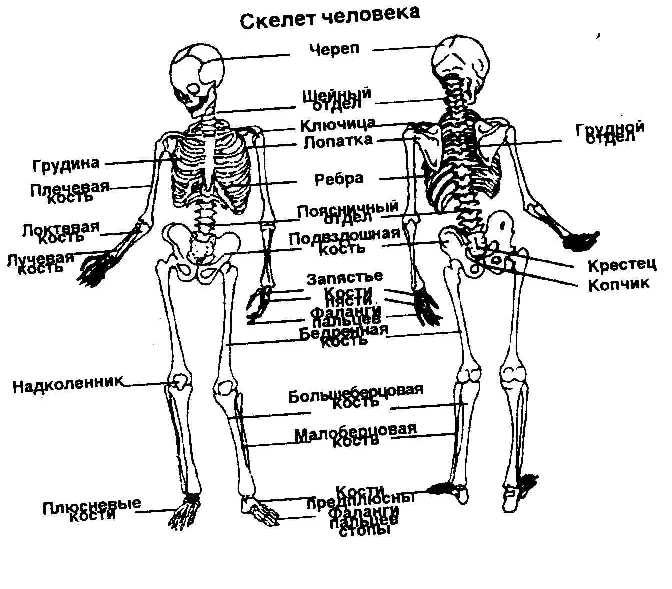 Скелет человека
Череп
Шейный
отдел
Ключица
Лопатка
Грудной
отдел
Грудина
Плечевая
кость
Ребра
Поясничный
отдел
Локтевая
кость
Подвздошная
кость
Лучевая
кость
Крестец
Копчик
Запястье
Кости
пясти
Фаланги
пальцев
Бедренная
кость
Надколенник
Большеберцовая
кость
Малоберцовая
кость
Плюсневые
кости
Кости
предплюсны
Фаланги
пальцев
стопы